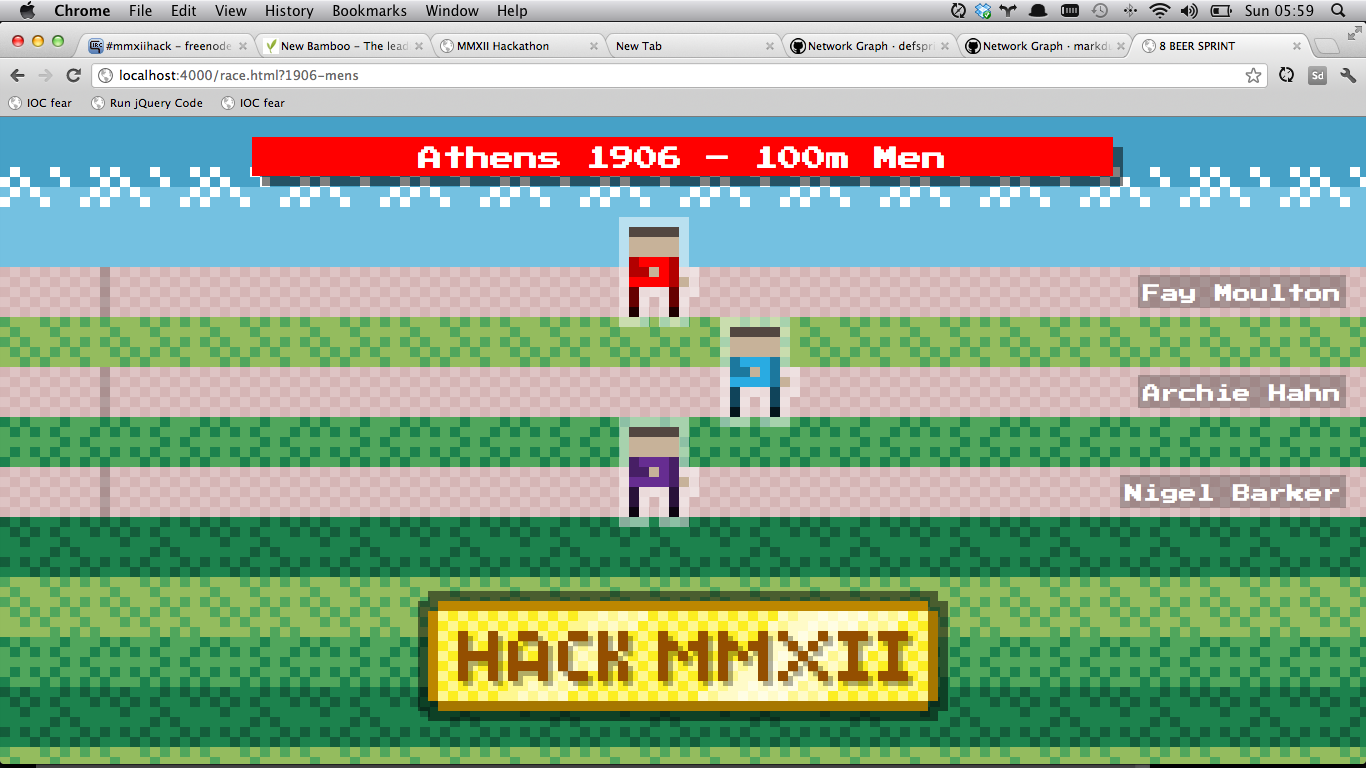 Chrome File Edit View History Bookmarks Window Help Sun 05:59
#mmxiihack – freenode New Bamboo – The lead MMXII Hackathon New Tab Network Graph · defspr Network Graph · markd 8 BEER SPRINT
localhost:4000/race.html?1906-mens Sd
IOC fear Run jQuery Code IOC fear
Athens 1906 – 100m Men
Fay Moulton
Archie Hahn
Nigel Barker
HACK MMXII